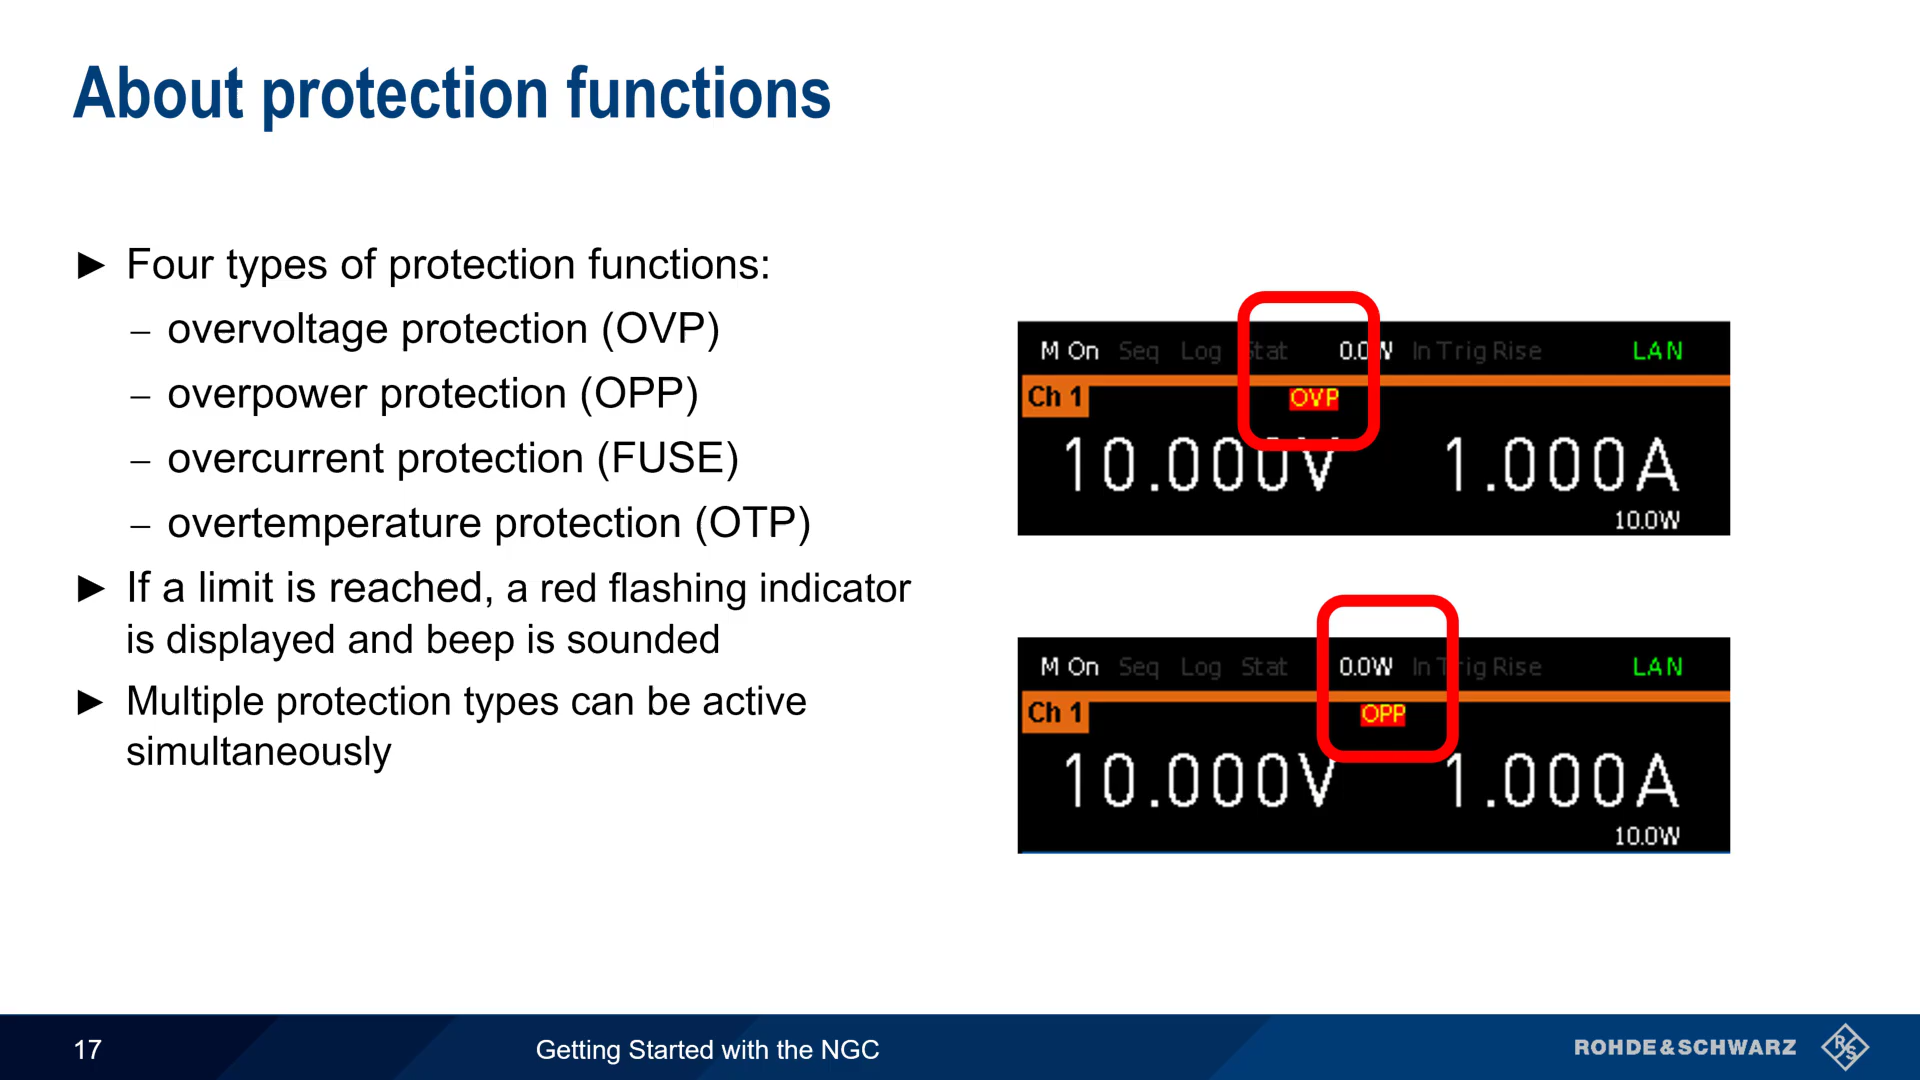 About protection functions
► Four types of protection functions:
– overvoltage protection (OVP)
– overpower protection (OPP)
– overcurrent protection (FUSE)
– overtemperature protection (OTP)
► If a limit is reached, a red flashing indicator
is displayed and beep is sounded
► Multiple protection types can be active
simultaneously
M On Seq Log Stat 0.0W In Trig Rise LAN
Ch 1 OVP
10.000V 1.000A
10.0W
M On Seq Log Stat 0.0W In Trig Rise LAN
Ch 1 OPP
10.000V 1.000A
10.0W
17 Getting Started with the NGC ROHDE&SCHWARZ R S